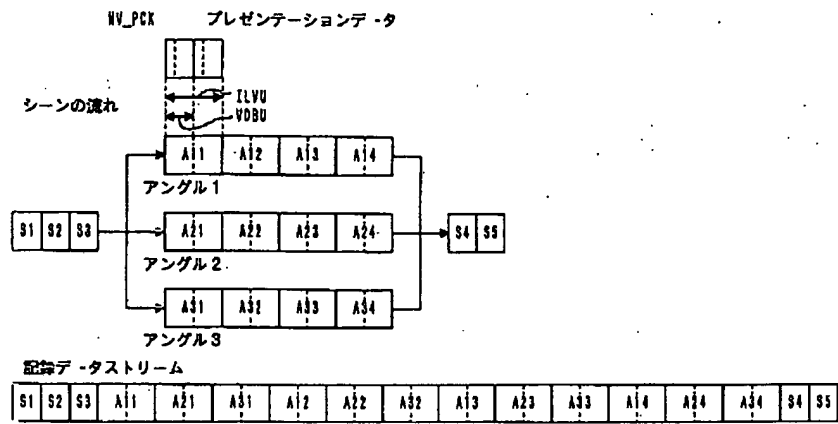 NV_PCK プレゼンテーションデ-タ
シーンの流れ
ILVU
VOBU
A11 A12 A13 A14
アングル1
S1 S2 S3 A21 A22 A23 A24 S4 S5
アングル2
A31 A32 A33 A34
アングル3
記録デ-タストリーム
S1 S2 S3 A11 A21 A31 A12 A22 A32 A13 A23 A33 A14 A24 A34 S4 S5